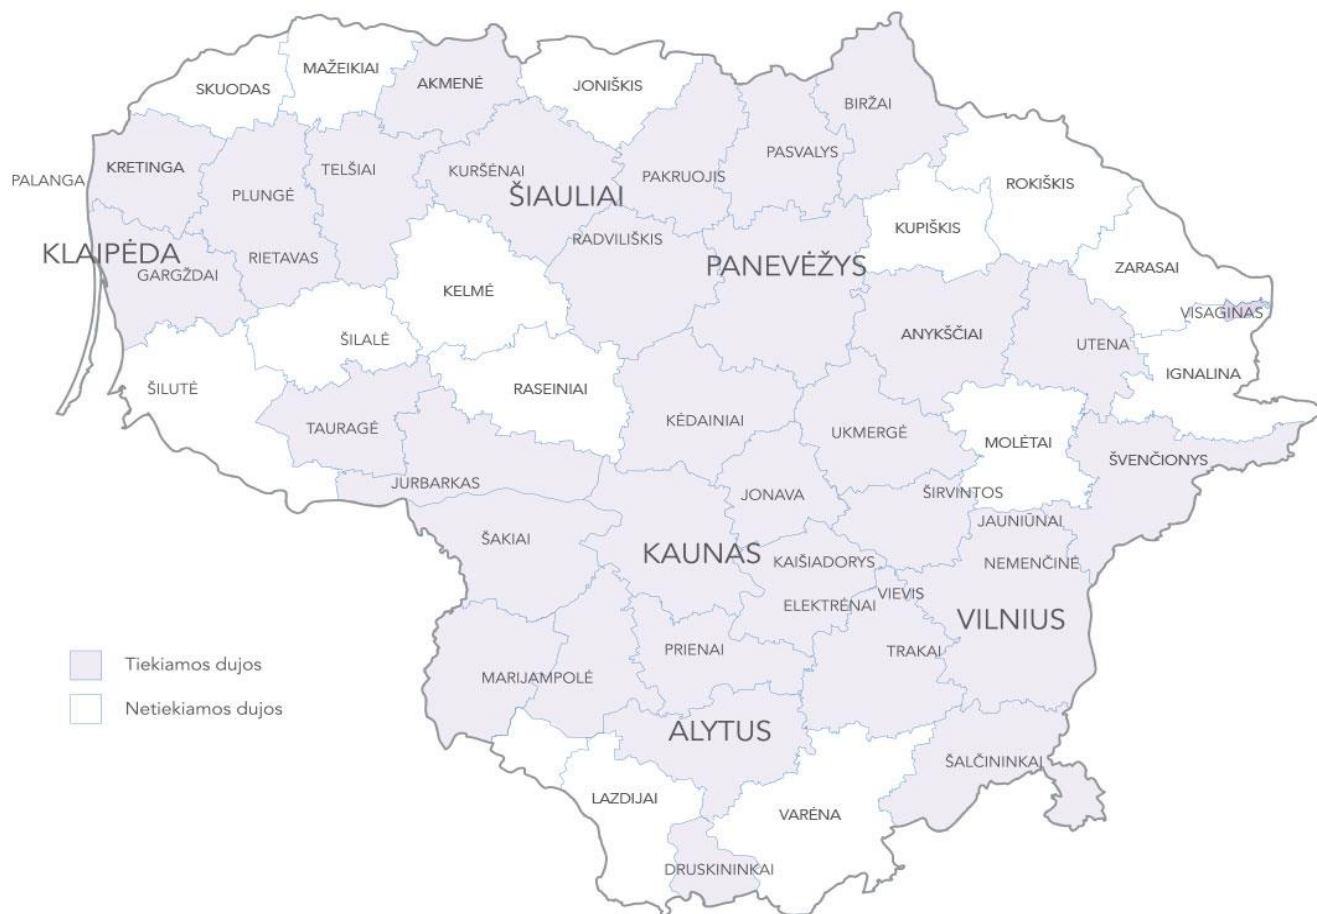 MAŽEIKIAI
SKUODAS
AKMENĖ
JONIŠKIS
BIRŽAI
KRETINGA
PALANGA
PLUNGĖ
TELŠIAI
KURŠĖNAI
ŠIAULIAI
PAKRUOJIS
PASVALYS
ROKIŠKIS
KUPIŠKIS
KLAIPĖDA
GARGŽDAI
RIETAVAS
RADVILIŠKIS
PANEVĖŽYS
ZARASAI
KELMĖ
VISAGINAS
ŠILALĖ
ANYKŠČIAI
UTENA
IGNALINA
ŠILUTĖ
RASEINIAI
TAURAGĖ
KĖDAINIAI
UKMERGĖ
MOLĖTAI
ŠVENČIONYS
JURBARKAS
JONAVA
ŠIRVINTOS
JAUNIŪNAI
ŠAKIAI
KAUNAS
KAIŠIADORYS
NEMENČINĖ
ELEKTRĖNAI
VIEVIS
VILNIUS
PRIENAI
TRAKAI
Tiekiamos dujos
MARIJAMPOLĖ
Netiekiamos dujos
ALYTUS
ŠALČININKAI
LAZDIJAI
VARĖNA
DRUSKININKAI